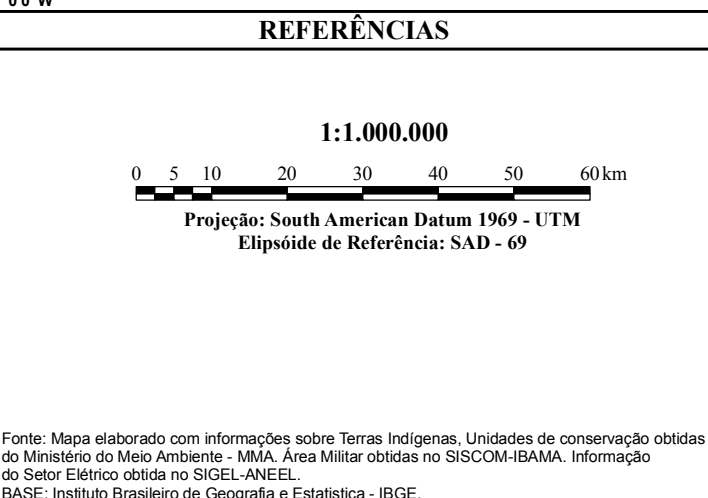 0'0"W
REFERÊNCIAS
1:1.000.000
0 5 10 20 30 40 50 60 km
Projeção: South American Datum 1969 - UTM
Elipsóide de Referência: SAD - 69
Fonte: Mapa elaborado com informações sobre Terras Indígenas, Unidades de conservação obtidas
do Ministério do Meio Ambiente - MMA. Área Militar obtidas no SISCOM-IBAMA. Informação
do Setor Elétrico obtida no SIGEL-ANEEL.
BASE: Instituto Brasileiro de Geografia e Estatistica - IBGE.